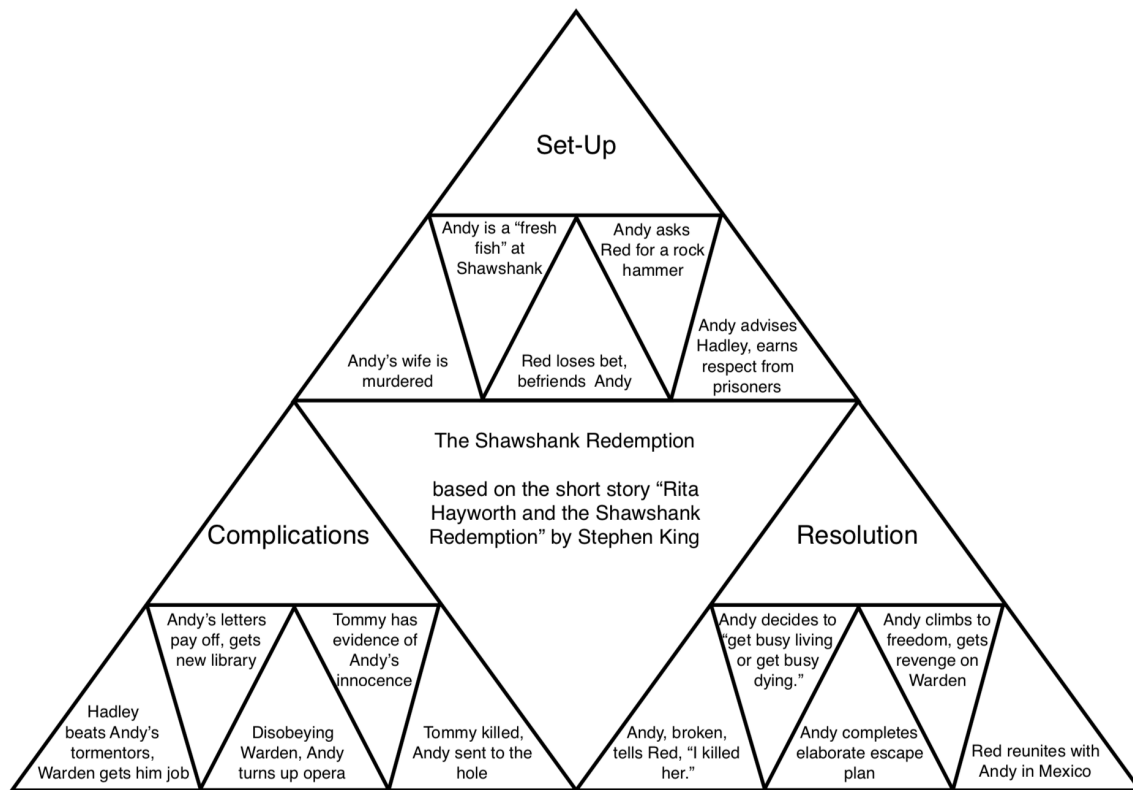 Set-Up
Andy is a “fresh
fish” at
Shawshank
Andy asks
Red for a rock
hammer
Andy’s wife is
murdered
Red loses bet,
befriends Andy
Andy advises
Hadley, earns
respect from
prisoners
The Shawshank Redemption
based on the short story “Rita
Hayworth and the Shawshank
Redemption” by Stephen King
Complications
Andy’s letters
pay off, gets
new library
Tommy has
evidence of
Andy’s
innocence
Hadley
beats Andy’s
tormentors,
Warden gets him job
Disobeying
Warden, Andy
turns up opera
Tommy killed,
Andy sent to the
hole
Resolution
Andy decides to
“get busy living
or get busy
dying.”
Andy climbs to
freedom, gets
revenge on
Warden
Andy, broken,
tells Red, “I killed
her.”
Andy completes
elaborate escape
plan
Red reunites with
Andy in Mexico